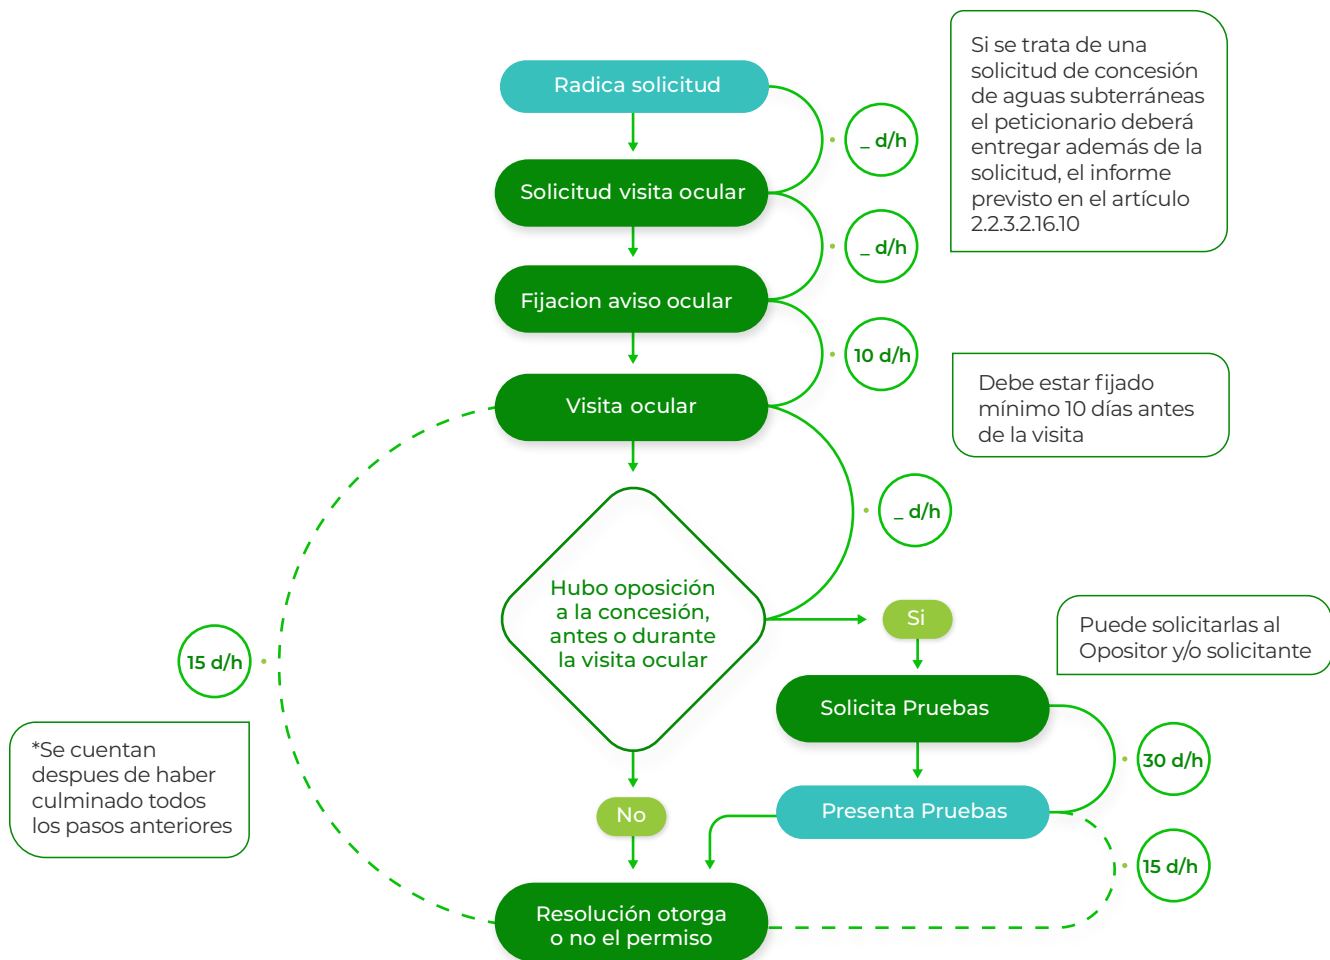 Radica solicitud
_ d/h
Si se trata de una
solicitud de concesión
de aguas subterráneas
el peticionario deberá
entregar además de la
solicitud, el informe
previsto en el artículo
2.2.3.2.16.10
Solicitud visita ocular
_ d/h
Fijacion aviso ocular
10 d/h
Debe estar fijado
mínimo 10 días antes
de la visita
Visita ocular
_ d/h
Hubo oposición
a la concesión,
antes o durante
la visita ocular
Si
Puede solicitarlas al
Opositor y/o solicitante
15 d/h
*Se cuentan
despues de haber
culminado todos
los pasos anteriores
Solicita Pruebas
30 d/h
Presenta Pruebas
No
15 d/h
Resolución otorga
o no el permiso